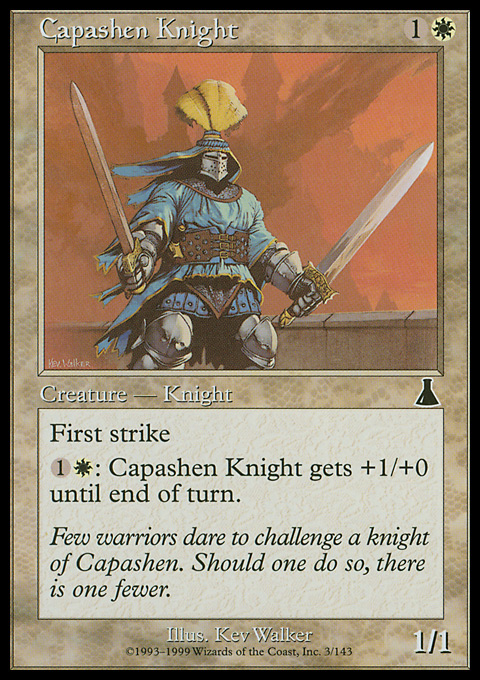 Capashen Knight 1
KEV WALKER
Creature — Knight
First strike
1: Capashen Knight gets +1/+0
until end of turn.
Few warriors dare to challenge a knight
of Capashen. Should one do so, there
is one fewer.
Illus. Kev Walker
©1993–1999 Wizards of the Coast, Inc. 3/143
1/1